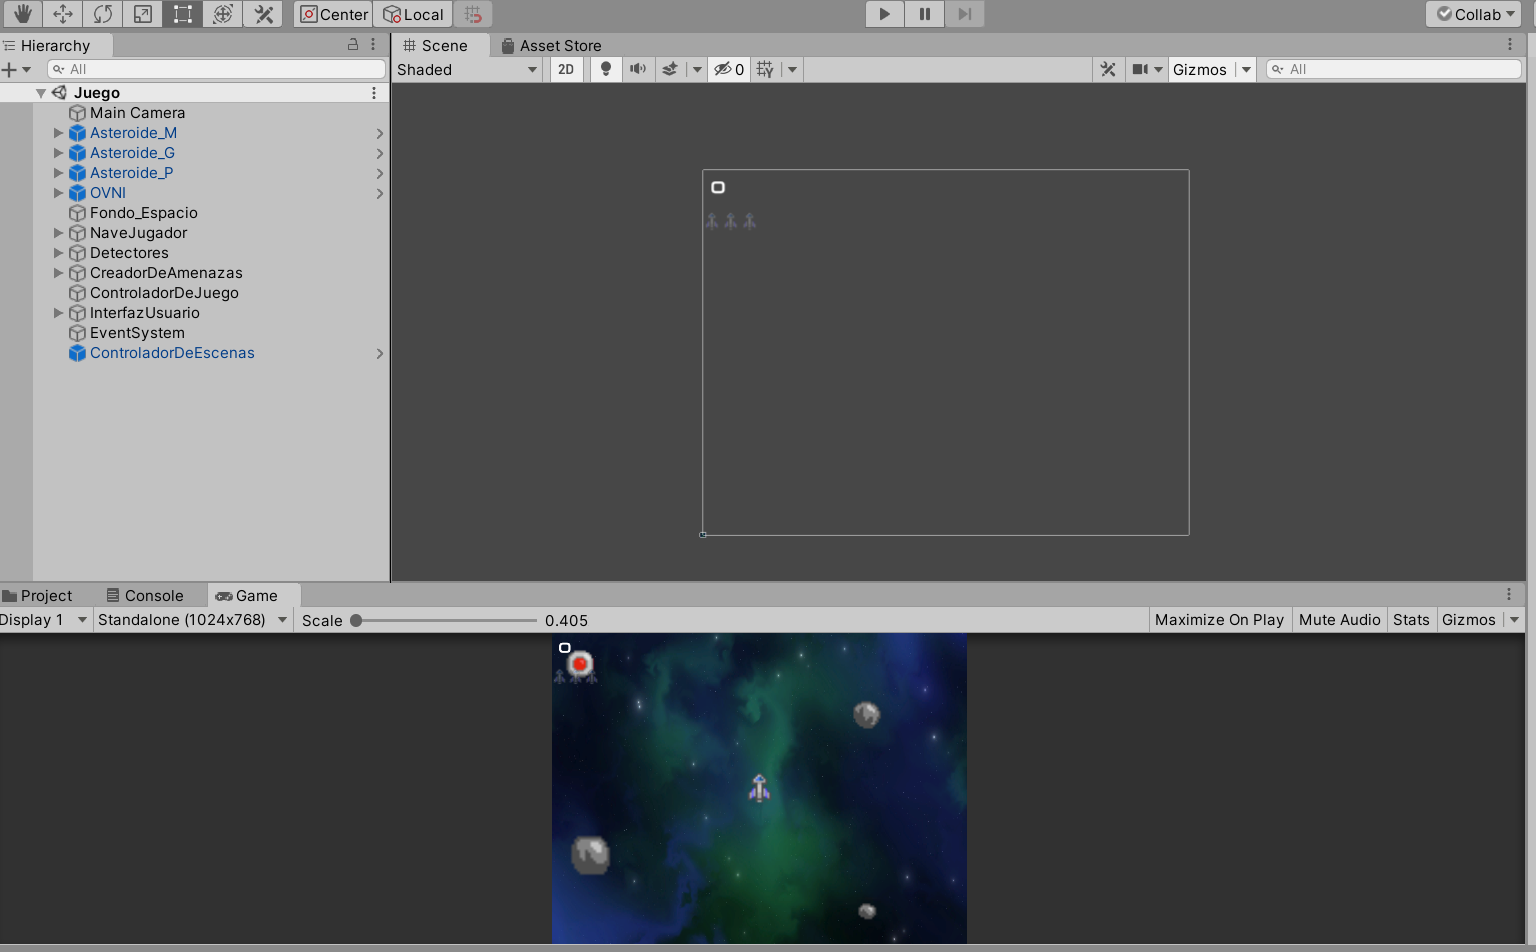 Center Local Collab
Hierarchy Scene Asset Store
All Shaded 2D 0 Gizmos All
Juego
Main Camera
Asteroide_M
Asteroide_G
Asteroide_P
OVNI
Fondo_Espacio
NaveJugador
Detectores
CreadorDeAmenazas
ControladorDeJuego
InterfazUsuario
EventSystem
ControladorDeEscenas
0
Project Console Game
Display 1 Standalone (1024x768) Scale 0.405 Maximize On Play Mute Audio Stats Gizmos
0